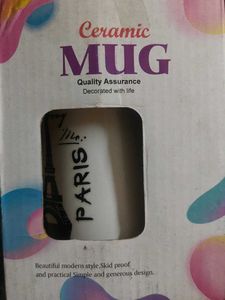 Ceramic
MUG
Quality Assurance
Decorated with life
PARIS
Beautiful modern style,Skid proof
and practical Simple and generous design.